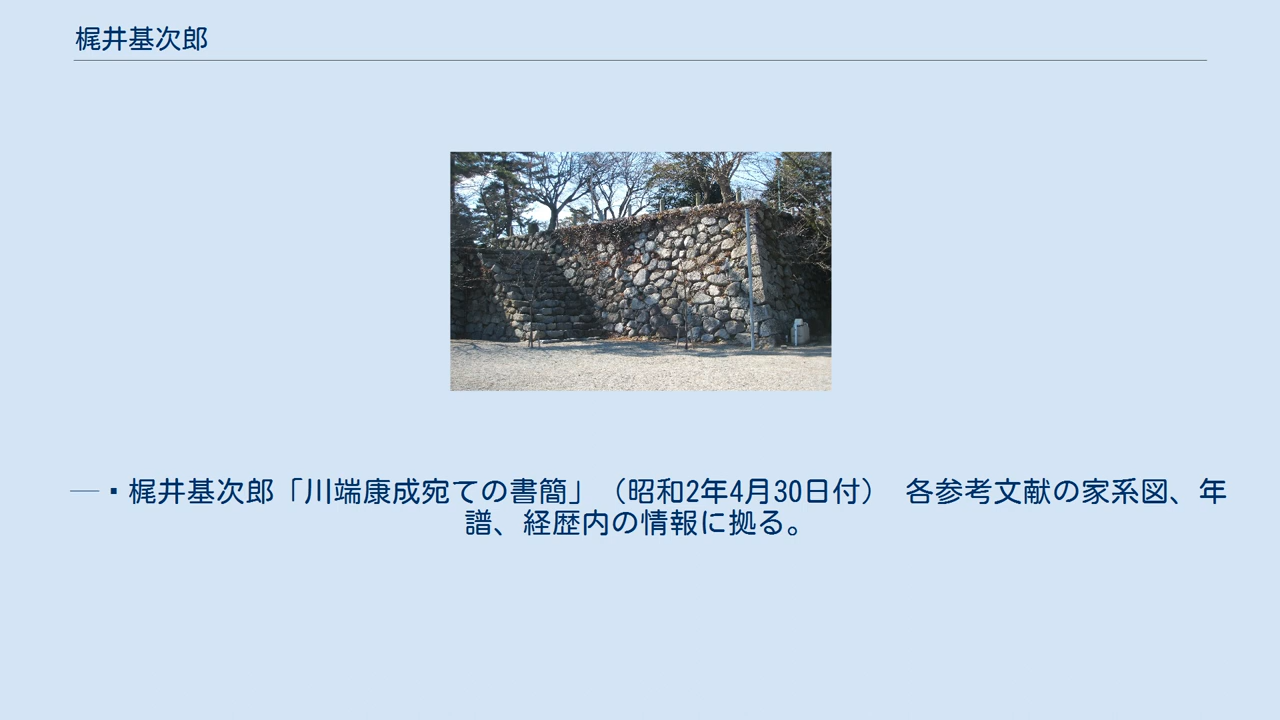 梶井基次郎
―▪梶井基次郎「川端康成宛ての書簡」（昭和2年4月30日付） 各参考文献の家系図、年
譜、経歴内の情報に拠る。